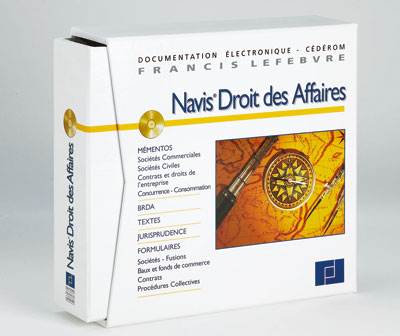 DOCUMENTATION ÉLECTRONIQUE - CÉDÉROM
FRANCIS LEFEBVRE
Navis® Droit des Affaires
MÉMENTOS
Sociétés Commerciales
Sociétés Civiles
Contrats et droits de
l'entreprise
Concurrence - Consommation
BRDA
TEXTES
JURISPRUDENCE
FORMULAIRES
Sociétés - Fusions
Baux et fonds de commerce
Contrats
Procédures Collectives
Navis® Droit des Affaires